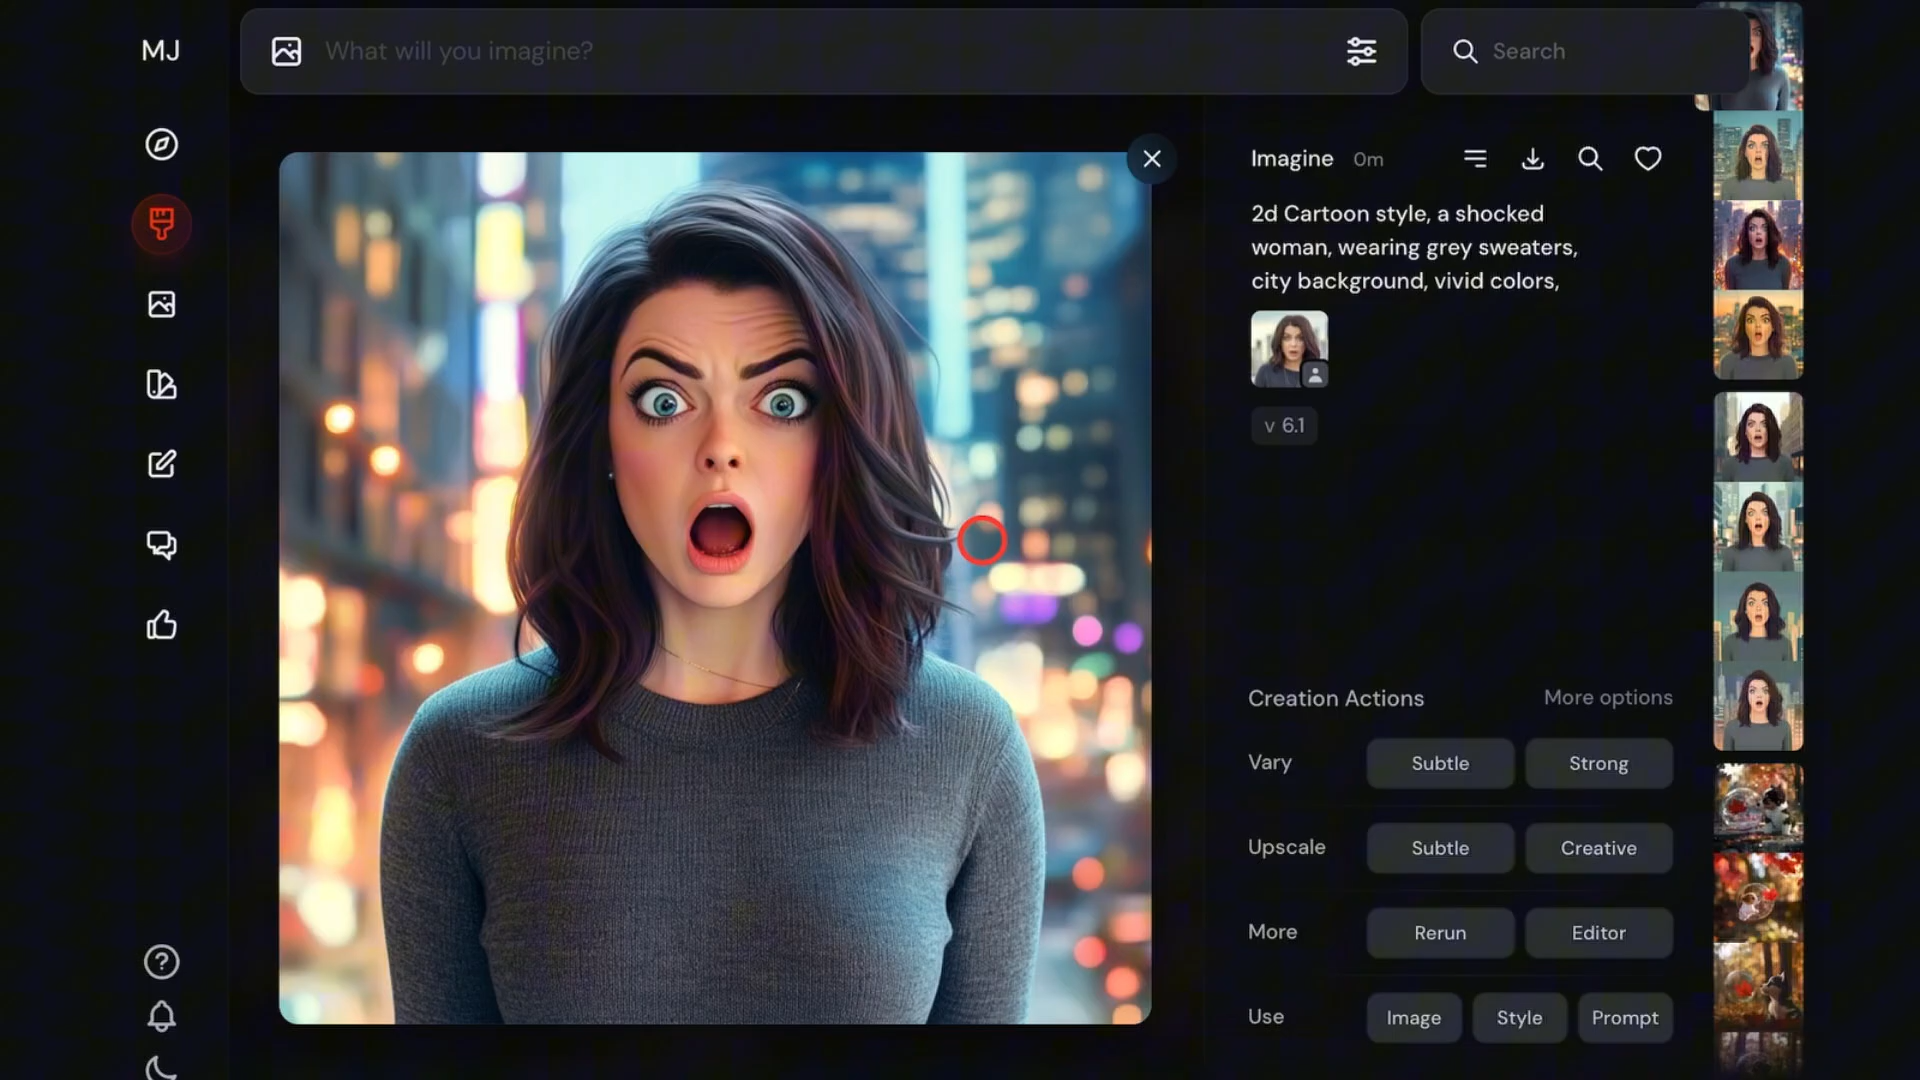 MJ
What will you imagine?
Search
Imagine 0m
2d Cartoon style, a shocked
woman, wearing grey sweaters,
city background, vivid colors,
v 6.1
Creation Actions More options
Vary Subtle Strong
Upscale Subtle Creative
More Rerun Editor
Use Image Style Prompt